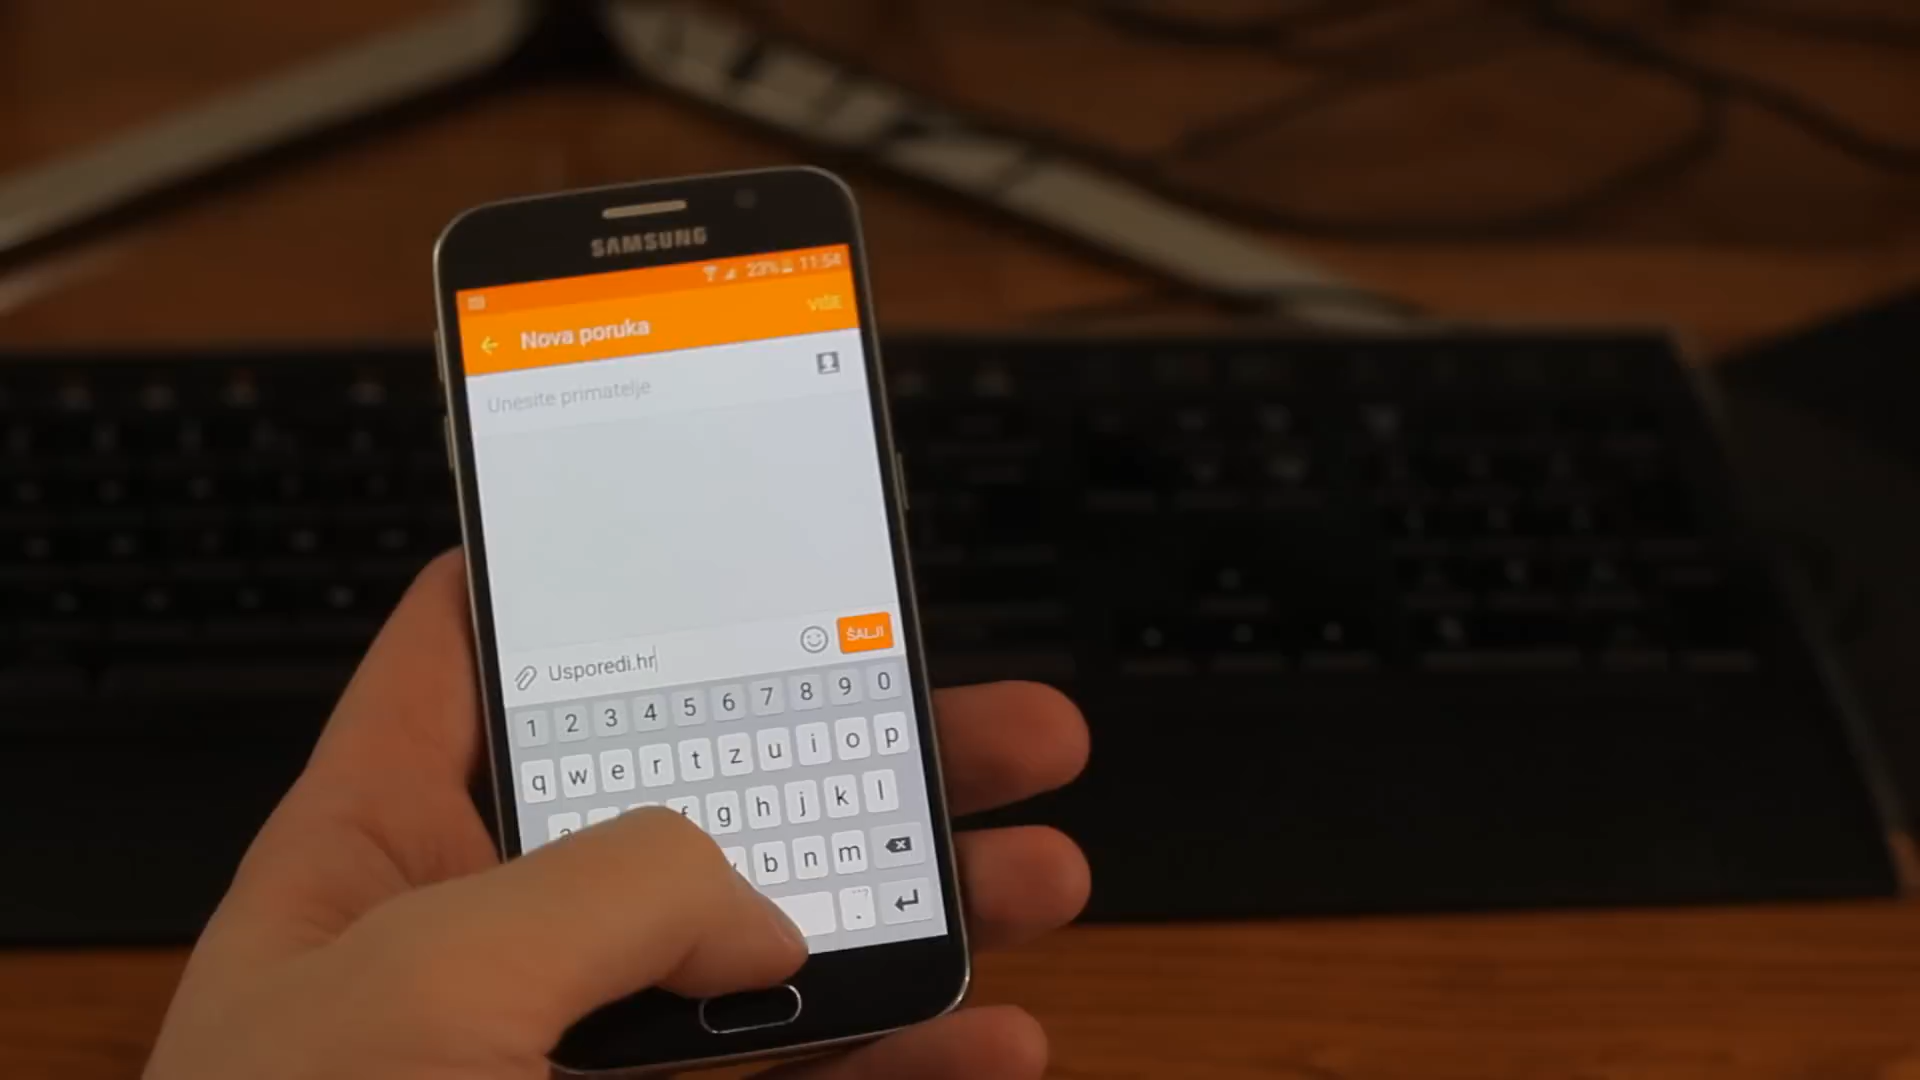 SAMSUNG
23% 11:54
Nova poruka
VIŠE
Unesite primatelje
Usporedi.hr
ŠALJI
1 2 3 4 5 6 7 8 9 0
q w e r t z u i o p
a f g h j k l
v b n m
.